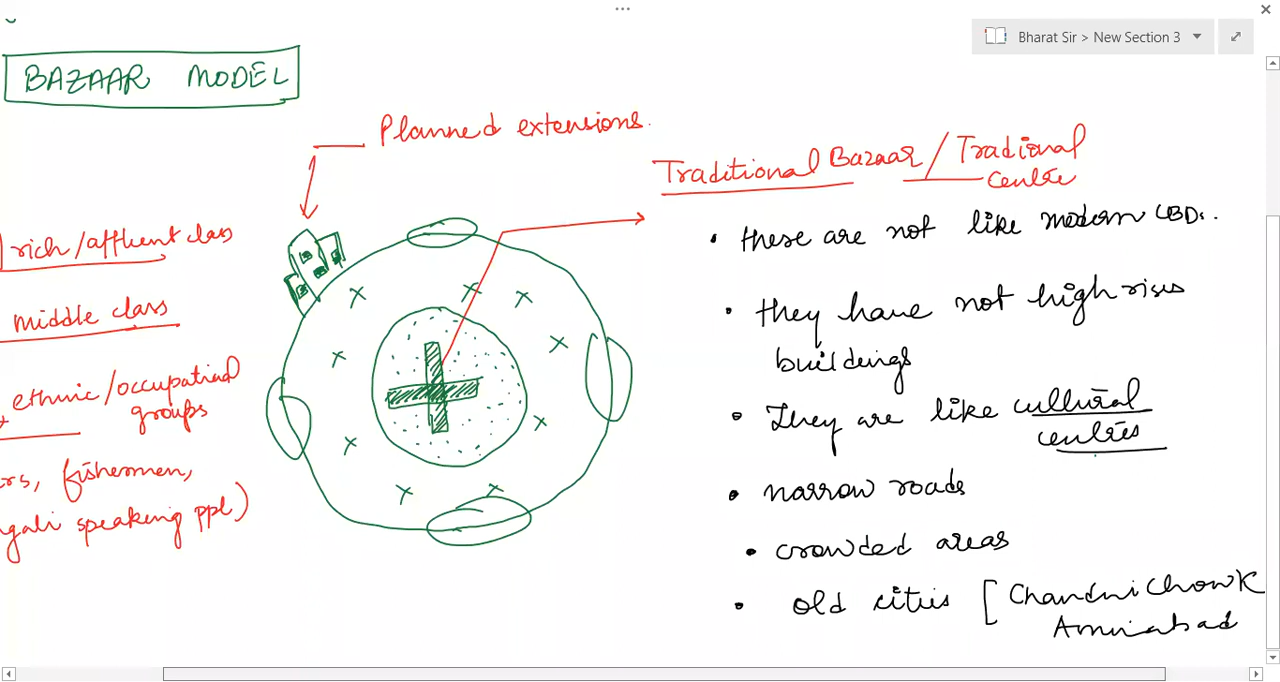 Bharat Sir > New Section 3
BAZAAR MODEL
Planned extensions.
rich/affluent class
middle class
ethnic/occupational
groups
fishermen,
speaking ppl)
Traditional Bazaar / Tradional
centre
• these are not like modern CBDs.
• they have not high rises
buildings
• They are like cultural
centres
• narrow roads
• crowded areas
• old cities [ Chandni Chowk
Aminabad